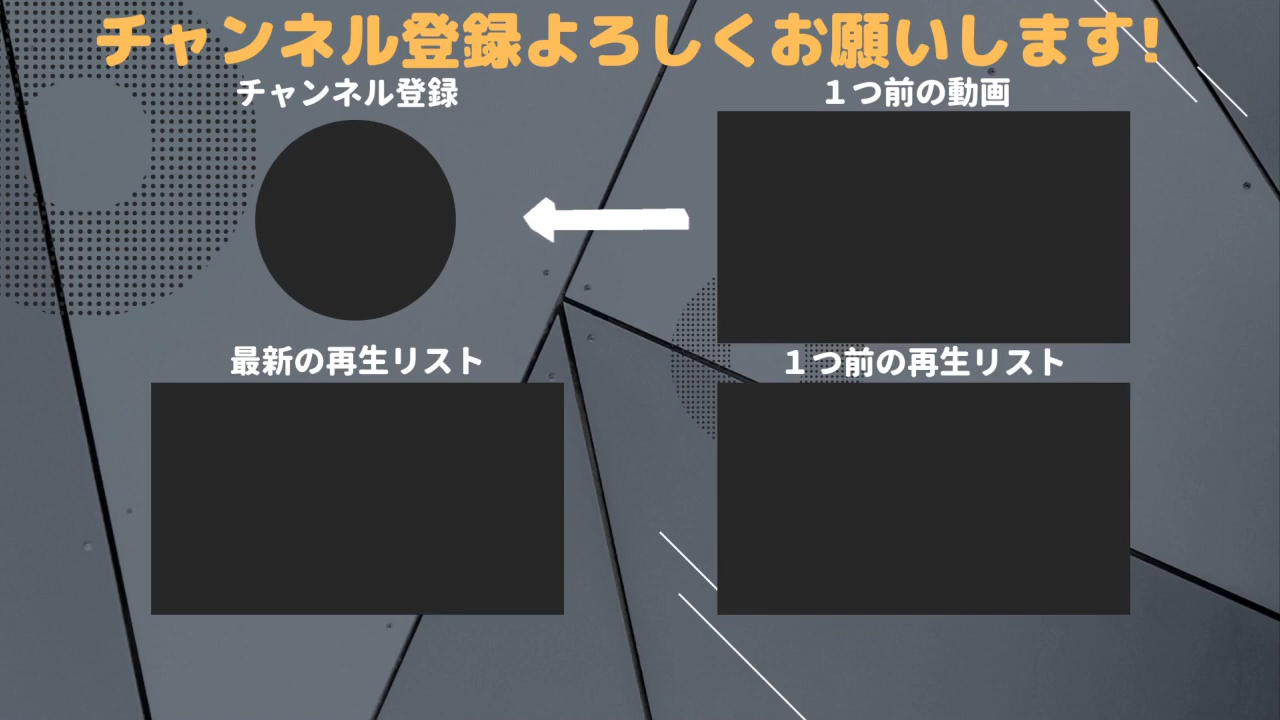 チャンネル登録よろしくお願いします!
チャンネル登録
１つ前の動画
最新の再生リスト
１つ前の再生リスト